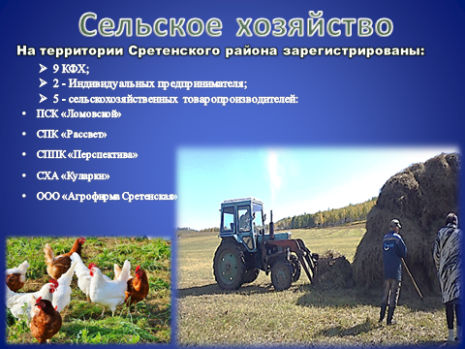 Сельское хозяйство
На территории Сретенского района зарегистрированы:
➢ 9 КФХ;
➢ 2 - Индивидуальных предпринимателя;
➢ 5 - сельскохозяйственных товаропроизводителей:
• ПСК «Ломовской»
• СПК «Рассвет»
• СППК «Перспектива»
• СХА «Куларки»
• ООО «Агрофирма Сретенская»